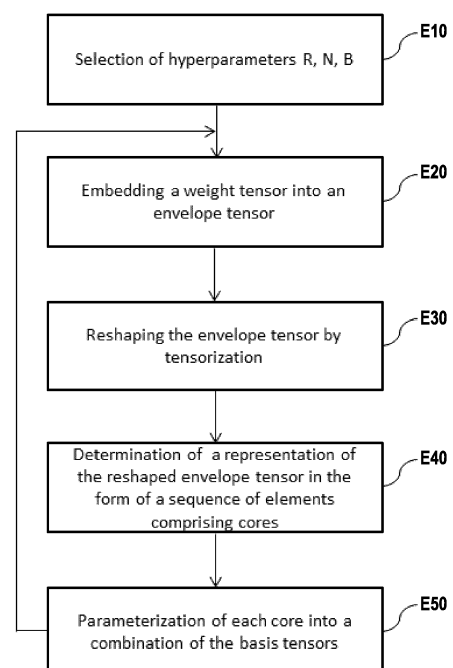 E10
Selection of hyperparameters R, N, B
E20
Embedding a weight tensor into an
envelope tensor
E30
Reshaping the envelope tensor by
tensorization
E40
Determination of a representation of
the reshaped envelope tensor in the
form of a sequence of elements
comprising cores
E50
Parameterization of each core into a
combination of the basis tensors